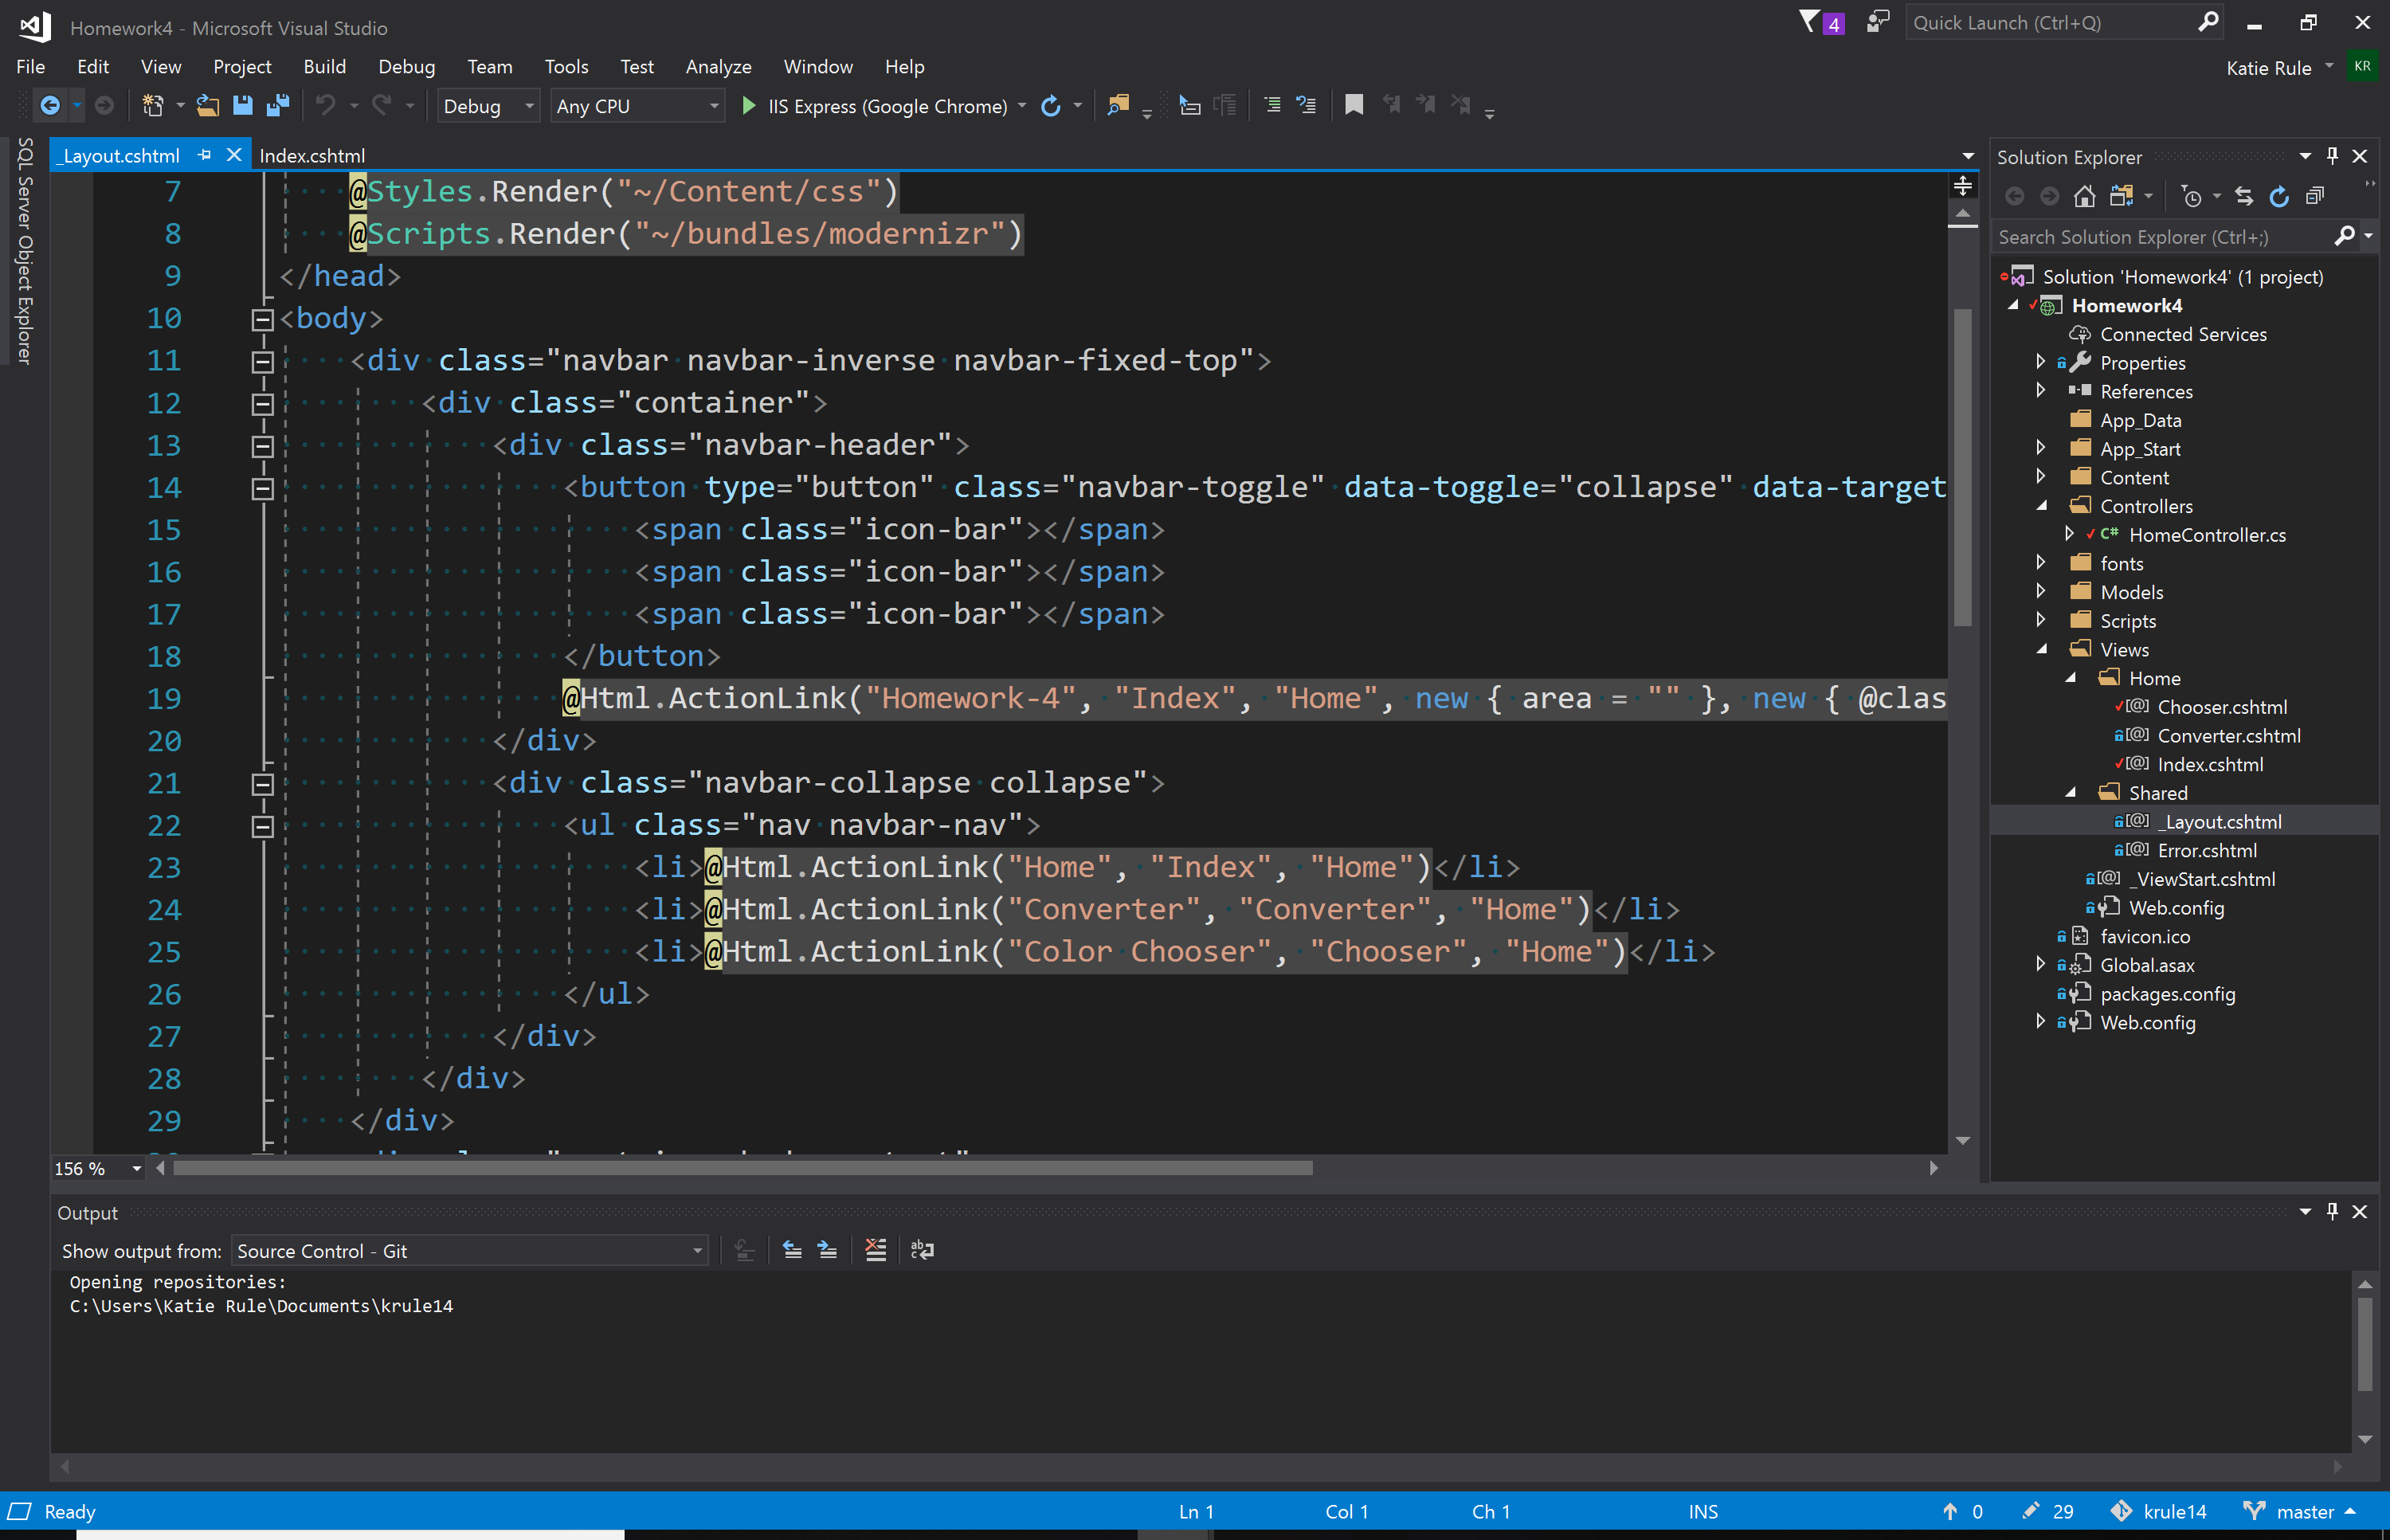 Homework4 - Microsoft Visual Studio
4
Quick Launch (Ctrl+Q)
File Edit View Project Build Debug Team Tools Test Analyze Window Help
Katie Rule KR
Debug Any CPU IIS Express (Google Chrome)
SQL Server Object Explorer
_Layout.cshtml Index.cshtml
7 @Styles.Render("~/Content/css")
8 @Scripts.Render("~/bundles/modernizr")
9 </head>
10 <body>
11 <div class="navbar navbar-inverse navbar-fixed-top">
12 <div class="container">
13 <div class="navbar-header">
14 <button type="button" class="navbar-toggle" data-toggle="collapse" data-target
15 <span class="icon-bar"></span>
16 <span class="icon-bar"></span>
17 <span class="icon-bar"></span>
18 </button>
19 @Html.ActionLink("Homework-4", "Index", "Home", new { area = "" }, new { @clas
20 </div>
21 <div class="navbar-collapse collapse">
22 <ul class="nav navbar-nav">
23 <li>@Html.ActionLink("Home", "Index", "Home")</li>
24 <li>@Html.ActionLink("Converter", "Converter", "Home")</li>
25 <li>@Html.ActionLink("Color Chooser", "Chooser", "Home")</li>
26 </ul>
27 </div>
28 </div>
29 </div>
156 %
Solution Explorer
Search Solution Explorer (Ctrl+;)
Solution 'Homework4' (1 project)
Homework4
Connected Services
Properties
References
App_Data
App_Start
Content
Controllers
C# HomeController.cs
fonts
Models
Scripts
Views
Home
[@] Chooser.cshtml
[@] Converter.cshtml
[@] Index.cshtml
Shared
[@] _Layout.cshtml
[@] Error.cshtml
[@] _ViewStart.cshtml
Web.config
favicon.ico
Global.asax
packages.config
Web.config
Output
Show output from: Source Control - Git
Opening repositories:
C:\Users\Katie Rule\Documents\krule14
Ready Ln 1 Col 1 Ch 1 INS 0 29 krule14 master